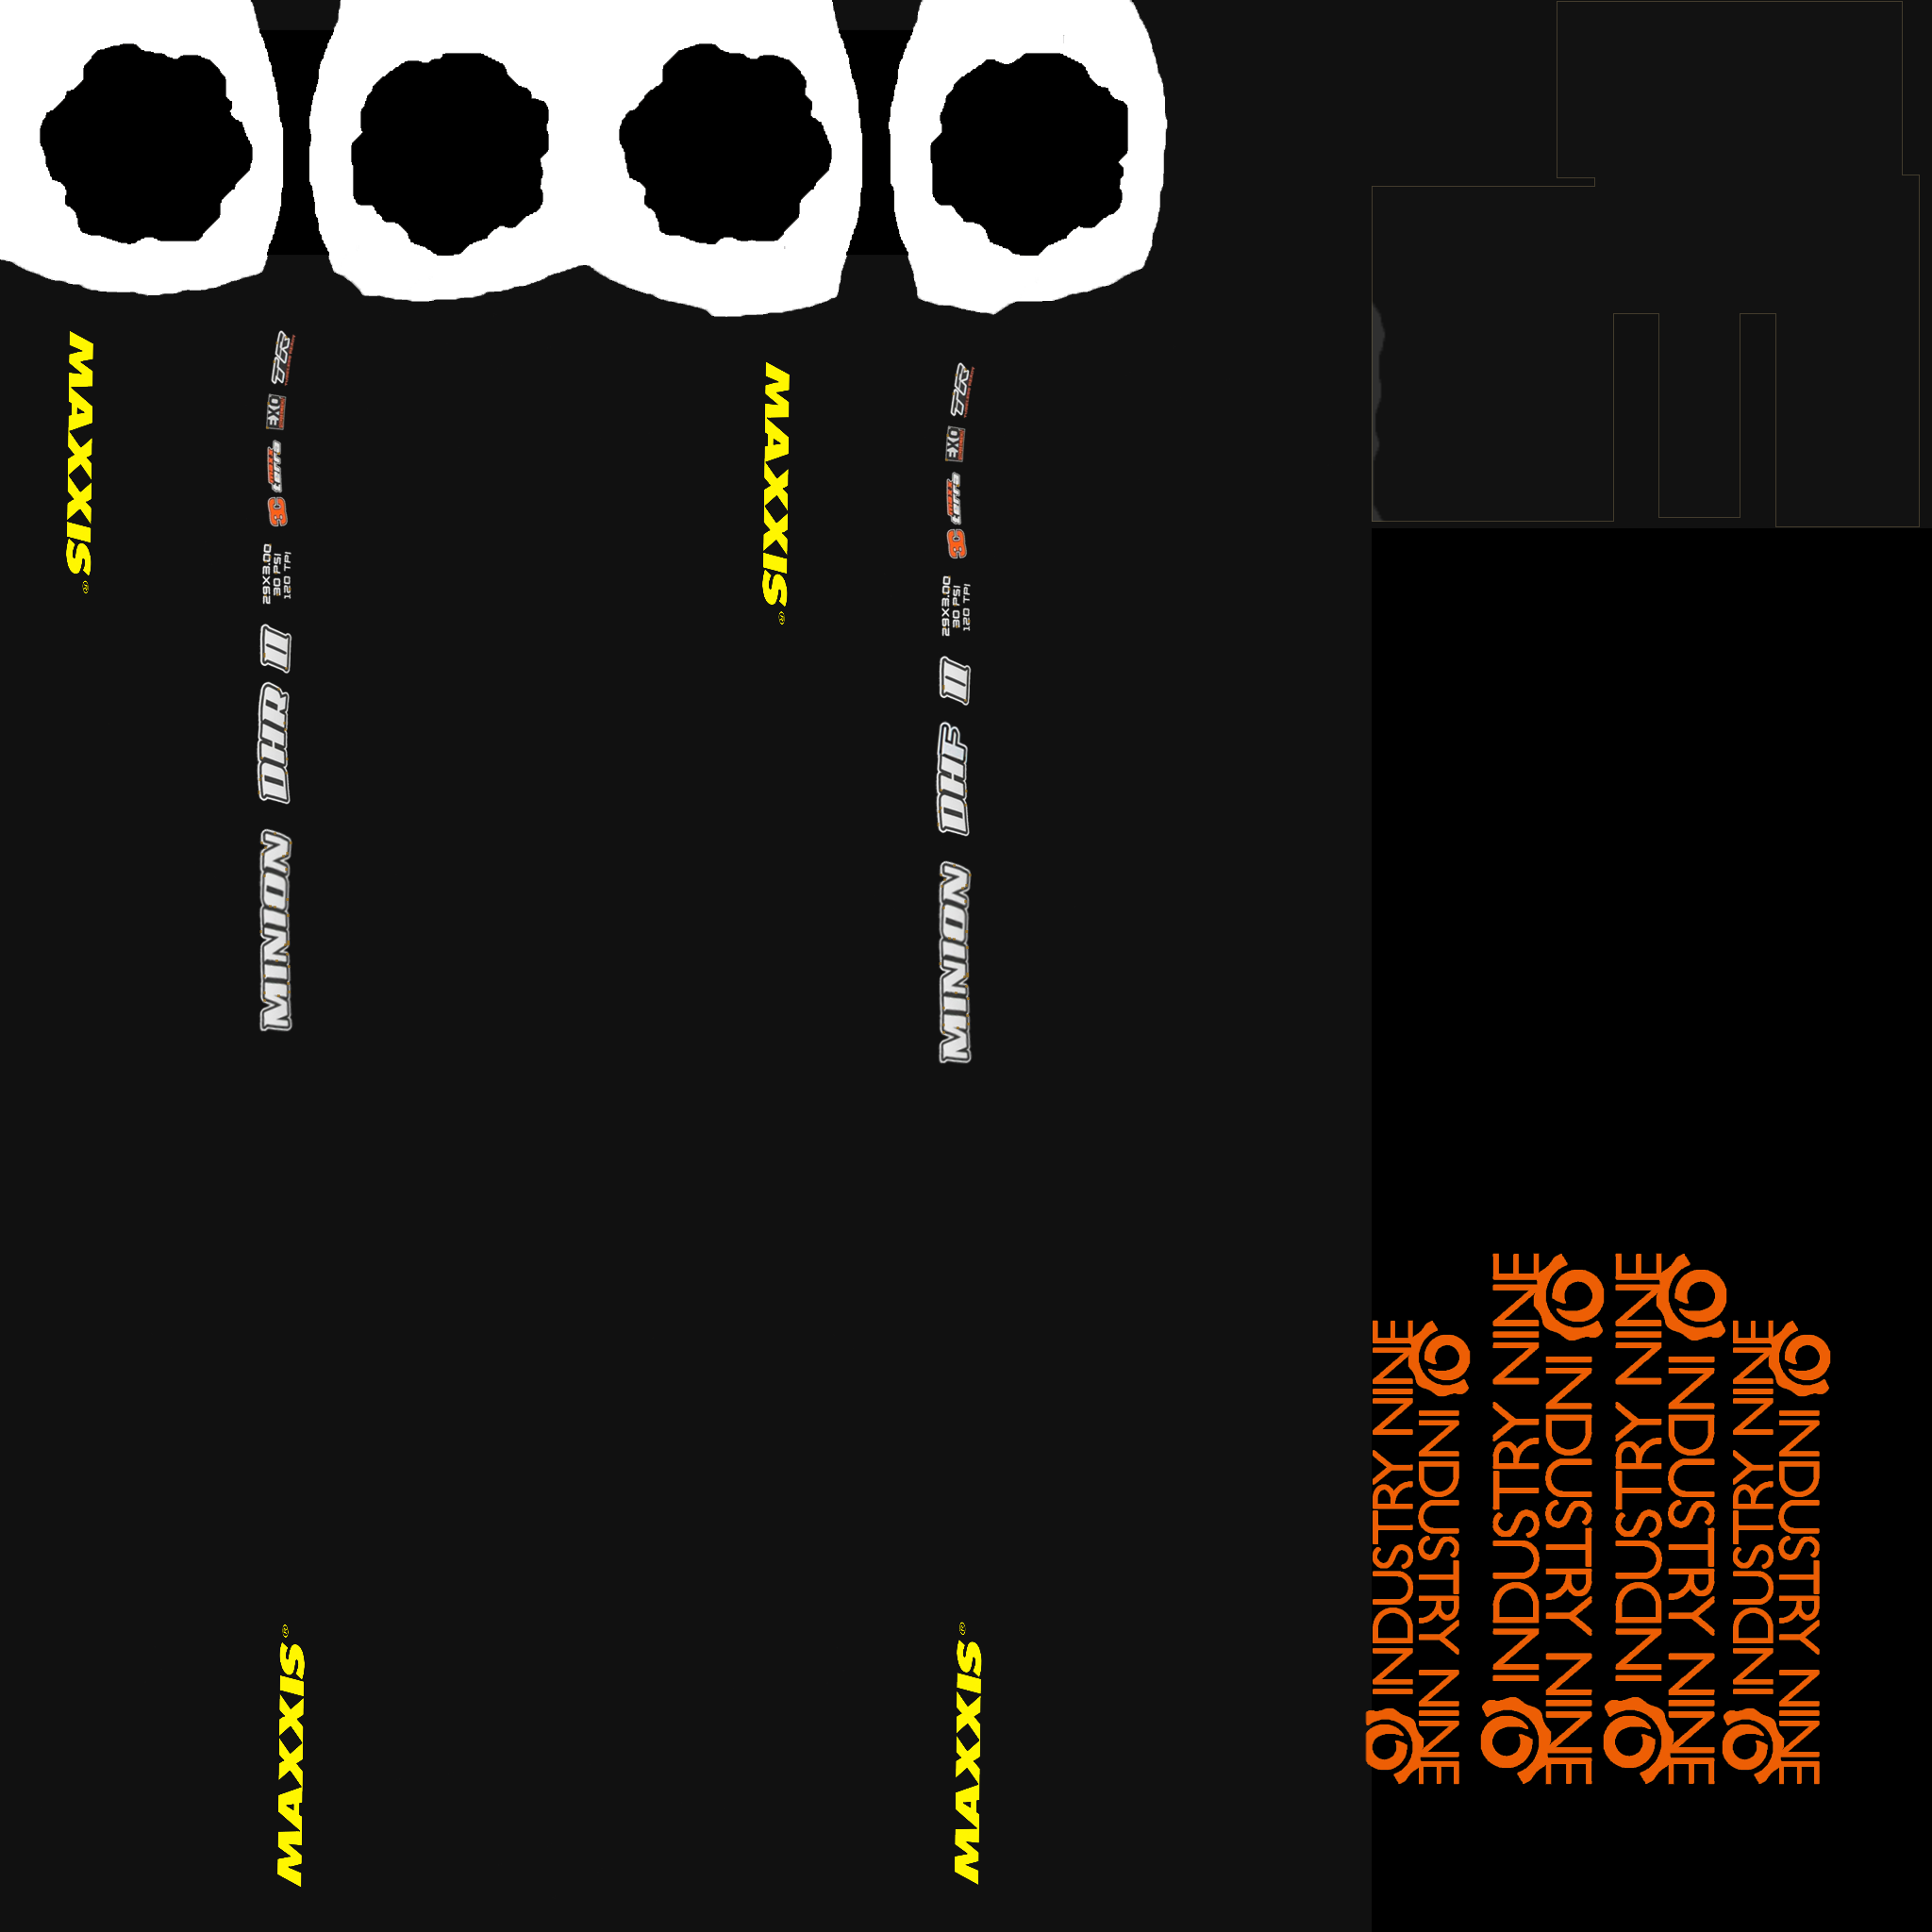 MAXXIS®
MINION DHR II
29X3.00
30 PSI
120 TPI
3C MAXX terra
EXO
TR
MAXXIS®
MINION DHF II
29X3.00
30 PSI
120 TPI
3C MAXX terra
EXO
TR
MAXXIS®
MAXXIS®
INDUSTRY NINE
INDUSTRY NINE
INDUSTRY NINE
INDUSTRY NINE
INDUSTRY NINE
INDUSTRY NINE
INDUSTRY NINE
INDUSTRY NINE